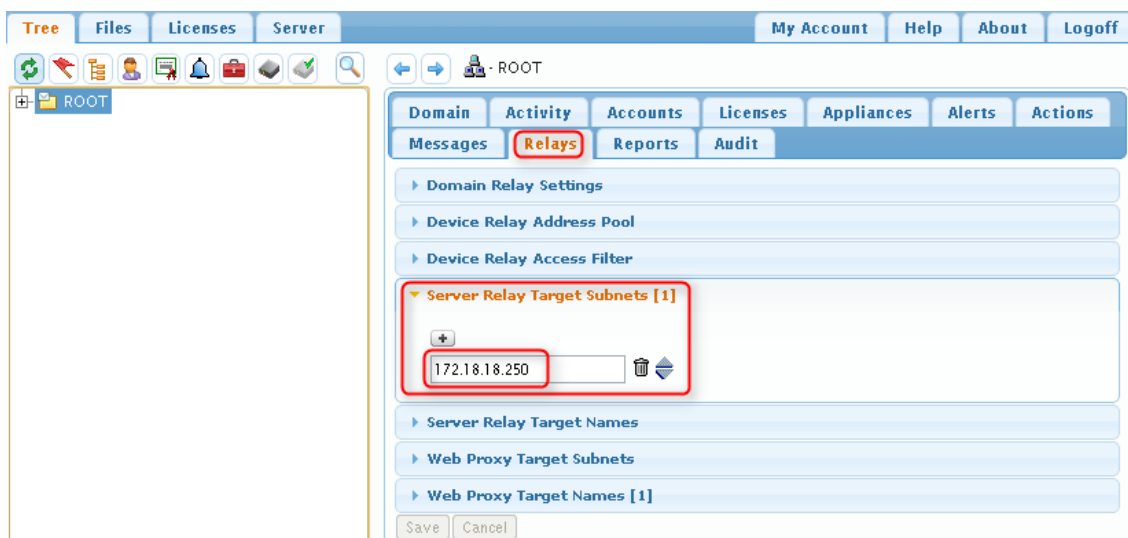 Tree Files Licenses Server My Account Help About Logoff
- ROOT
ROOT
Domain Activity Accounts Licenses Appliances Alerts Actions
Messages Relays Reports Audit
Domain Relay Settings
Device Relay Address Pool
Device Relay Access Filter
Server Relay Target Subnets [1]
+
172.18.18.250
Server Relay Target Names
Web Proxy Target Subnets
Web Proxy Target Names [1]
Save Cancel